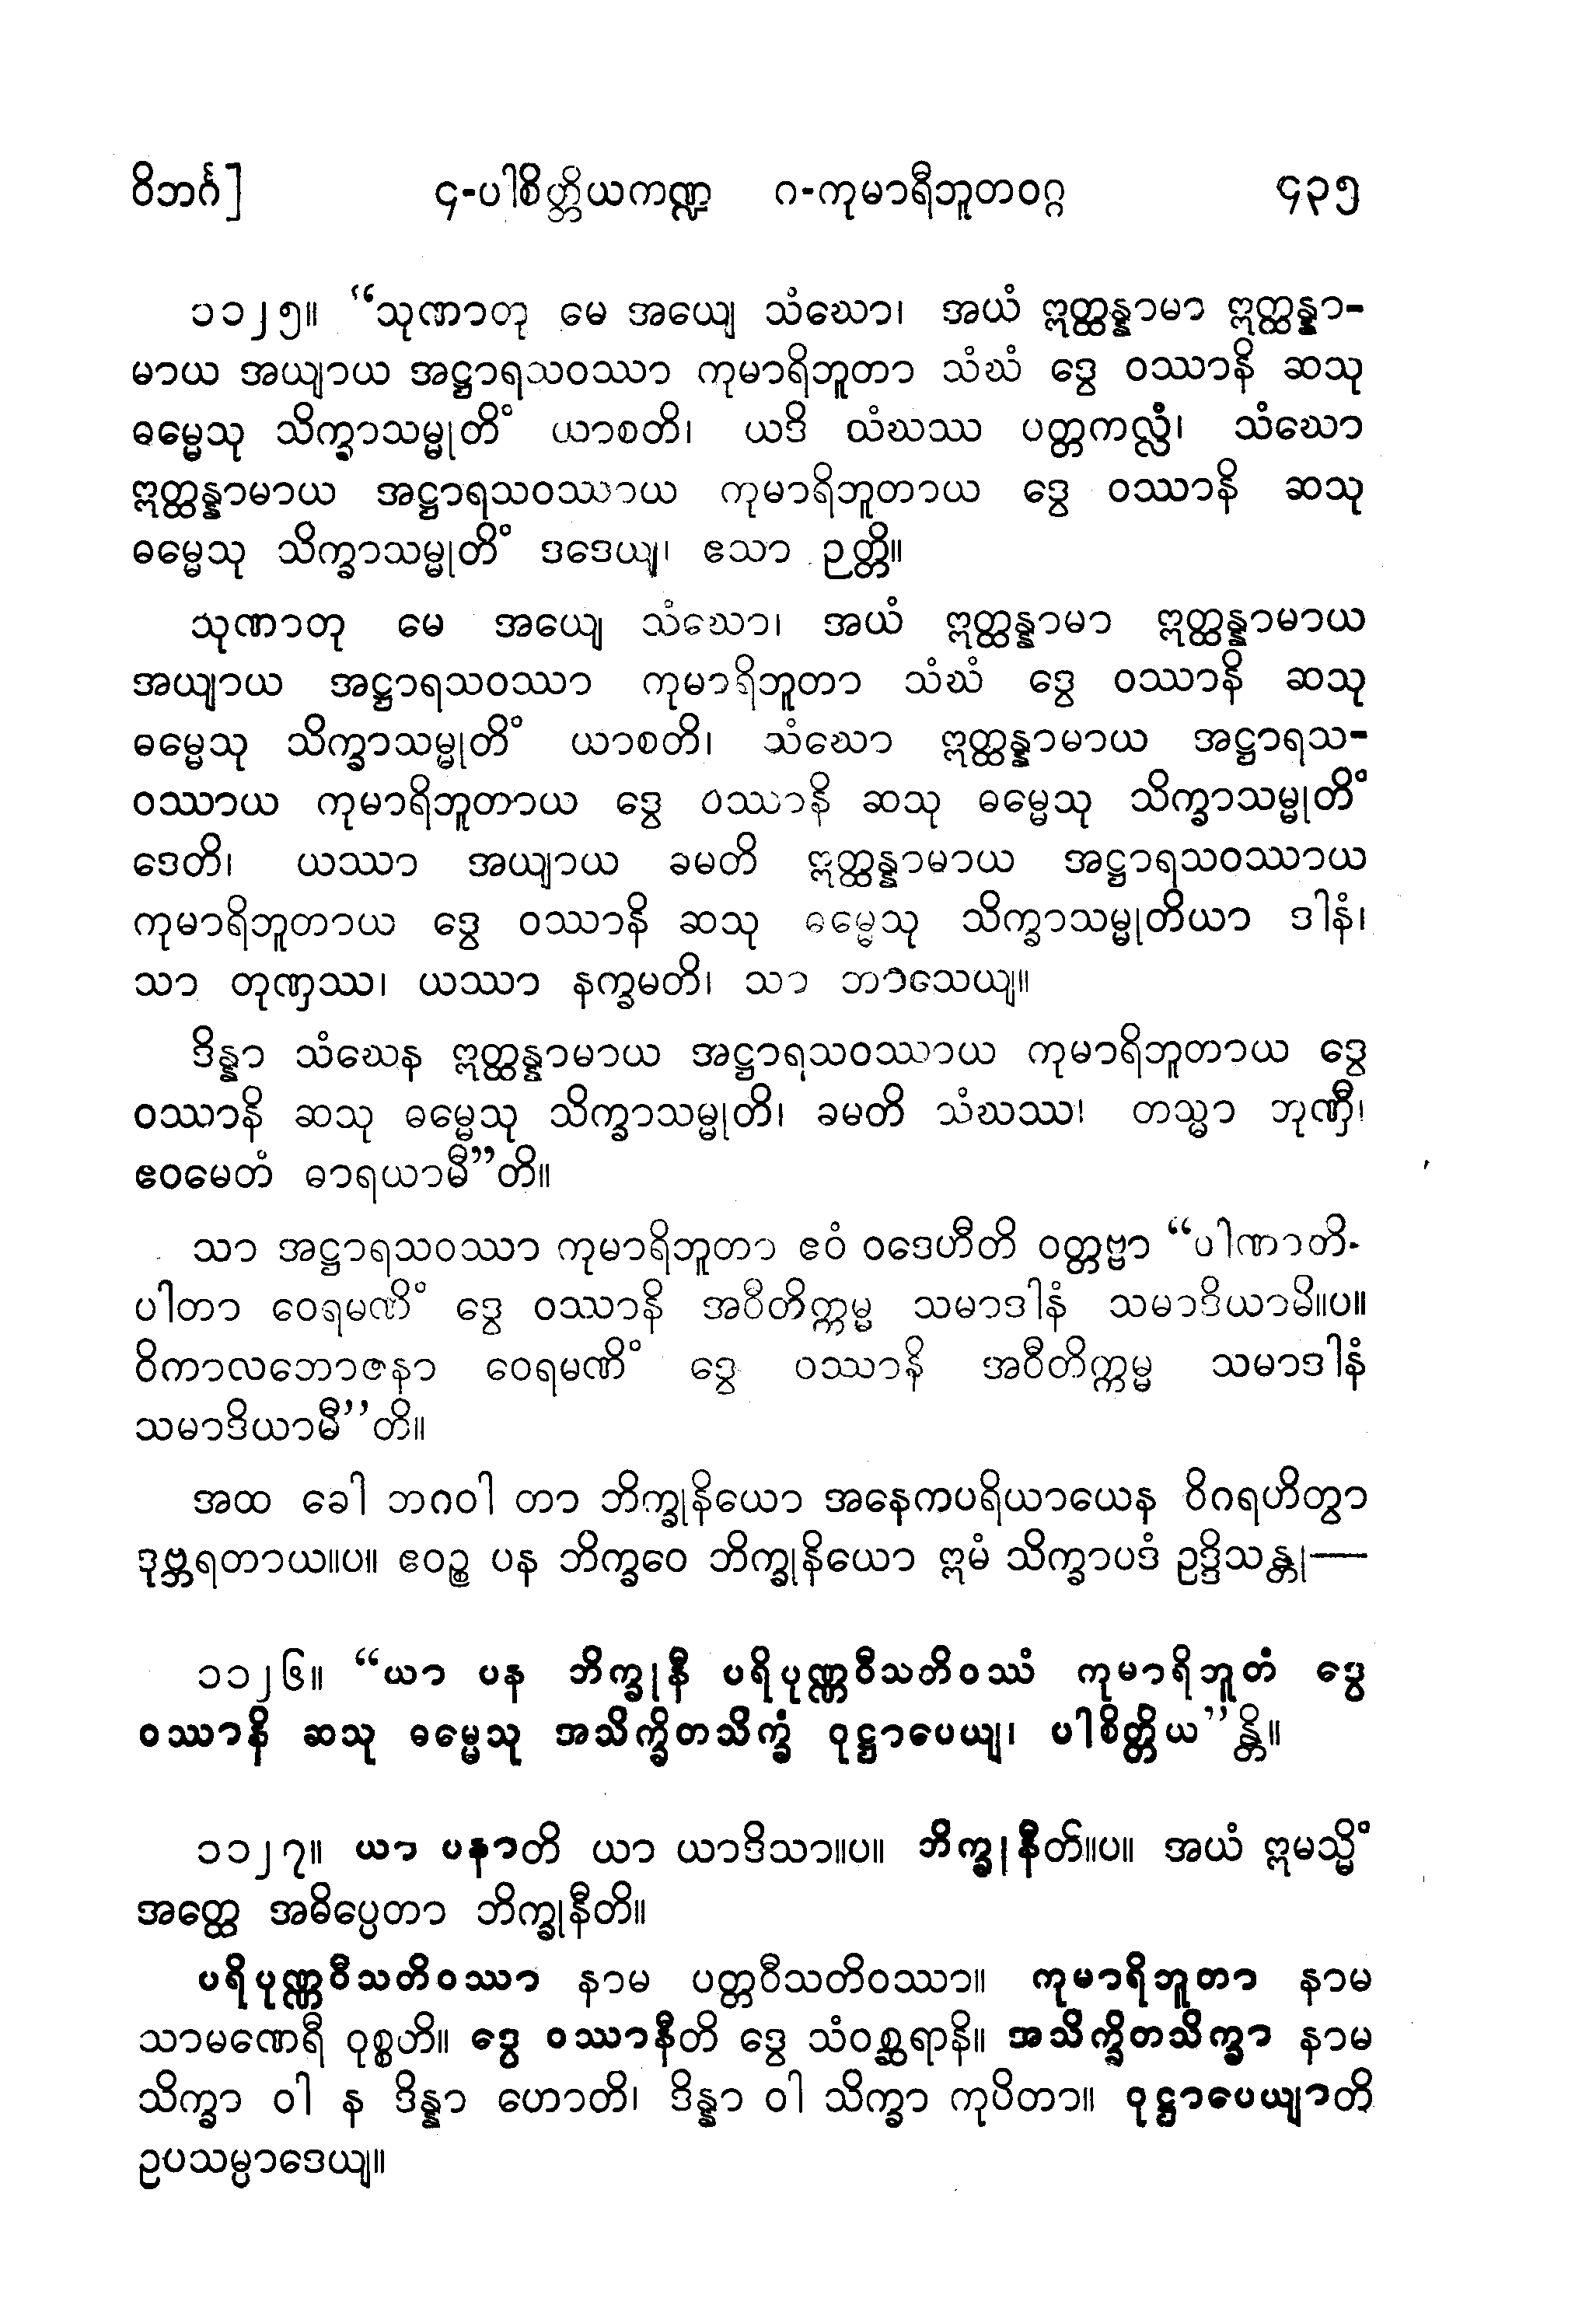 ဝိဘင်္ဂ] ၄-ပါစိတ္တိယကဏ္ဍ ဂ-ကုမာရီဘူတဝဂ္ဂ ၄၃၅
၁၁၂၅။ “သုဏာတု မေ အယျေ သံဃော၊ အယံ ဣတ္ထန္နာမာ ဣတ္ထန္နာ-
မာယ အယျာယ အဋ္ဌာရသဝဿာ ကုမာရိဘူတာ သံဃံ ဒွေ ဝဿာနိ ဆသု
ဓမ္မေသု သိက္ခာသမ္မုတိံ ယာစတိ၊ ယဒိ သံဃဿ ပတ္တကလ္လံ၊ သံဃော
ဣတ္ထန္နာမာယ အဋ္ဌာရသဝဿာယ ကုမာရိဘူတာယ ဒွေ ဝဿာနိ ဆသု
ဓမ္မေသု သိက္ခာသမ္မုတိံ ဒဒေယျ၊ ဧသာ ဉတ္တိ။
သုဏာတု မေ အယျေ သံဃော၊ အယံ ဣတ္ထန္နာမာ ဣတ္ထန္နာမာယ
အယျာယ အဋ္ဌာရသဝဿာ ကုမာရိဘူတာ သံဃံ ဒွေ ဝဿာနိ ဆသု
ဓမ္မေသု သိက္ခာသမ္မုတိံ ယာစတိ၊ သံဃော ဣတ္ထန္နာမာယ အဋ္ဌာရသ-
ဝဿာယ ကုမာရိဘူတာယ ဒွေ ဝဿာနိ ဆသု ဓမ္မေသု သိက္ခာသမ္မုတိံ
ဒေတိ၊ ယဿာ အယျာယ ခမတိ ဣတ္ထန္နာမာယ အဋ္ဌာရသဝဿာယ
ကုမာရိဘူတာယ ဒွေ ဝဿာနိ ဆသု ဓမ္မေသု သိက္ခာသမ္မုတိယာ ဒါနံ၊
သာ တုဏှဿ၊ ယဿာ နက္ခမတိ၊ သာ ဘာသေယျ။
ဒိန္နာ သံဃေန ဣတ္ထန္နာမာယ အဋ္ဌာရသဝဿာယ ကုမာရိဘူတာယ ဒွေ
ဝဿာနိ ဆသု ဓမ္မေသု သိက္ခာသမ္မုတိ၊ ခမတိ သံဃဿ၊ တသ္မာ ဘုဏှီ၊
ဧဝမေတံ ဓာရယာမီ”တိ။
သာ အဋ္ဌာရသဝဿာ ကုမာရိဘူတာ ဧဝံ ဝဒေဟီတိ ဝတ္တဗ္ဗာ “ပါဏာတိ-
ပါတာ ဝေရမဏိံ ဒွေ ဝဿာနိ အဝီတိက္ကမ္မ သမာဒါနံ သမာဒိယာမိ။ပ။
ဝိကာလဘောဇနာ ဝေရမဏိံ ဒွေ ဝဿာနိ အဝီတိက္ကမ္မ သမာဒါနံ
သမာဒိယာမီ”တိ။
အထ ခေါ ဘဂဝါ တာ ဘိက္ခုနိယော အနေကပရိယာယေန ဝိဂရဟိတွာ
ဒုဗ္ဘရတာယ။ပ။ ဧဝဉ္စ ပန ဘိက္ခဝေ ဘိက္ခုနိယော ဣမံ သိက္ခာပဒံ ဥဒ္ဒိသန္တု—
၁၁၂၆။ “ယာ ပန ဘိက္ခုနီ ပရိပုဏ္ဏဝီသတိဝဿံ ကုမာရိဘူတံ ဒွေ
ဝဿာနိ ဆသု ဓမ္မေသု အသိက္ခိတသိက္ခံ ဝုဋ္ဌာပေယျ၊ ပါစိတ္တိယ”န္တိ။
၁၁၂၇။ ယာ ပနာတိ ယာ ယာဒိသာ။ပ။ ဘိက္ခုနီတိ။ပ။ အယံ ဣမသ္မိံ
အတ္ထေ အဓိပ္ပေတာ ဘိက္ခုနီတိ။
ပရိပုဏ္ဏဝီသတိဝဿာ နာမ ပတ္တဝီသတိဝဿာ။ ကုမာရိဘူတာ နာမ
သာမဏေရီ ဝုစ္စတိ။ ဒွေ ဝဿာနီတိ ဒွေ သံဝစ္ဆရာနိ။ အသိက္ခိတသိက္ခာ နာမ
သိက္ခာ ဝါ န ဒိန္နာ ဟောတိ၊ ဒိန္နာ ဝါ သိက္ခာ ကုပိတာ။ ဝုဋ္ဌာပေယျာတိ
ဥပသမ္ပာဒေယျ။